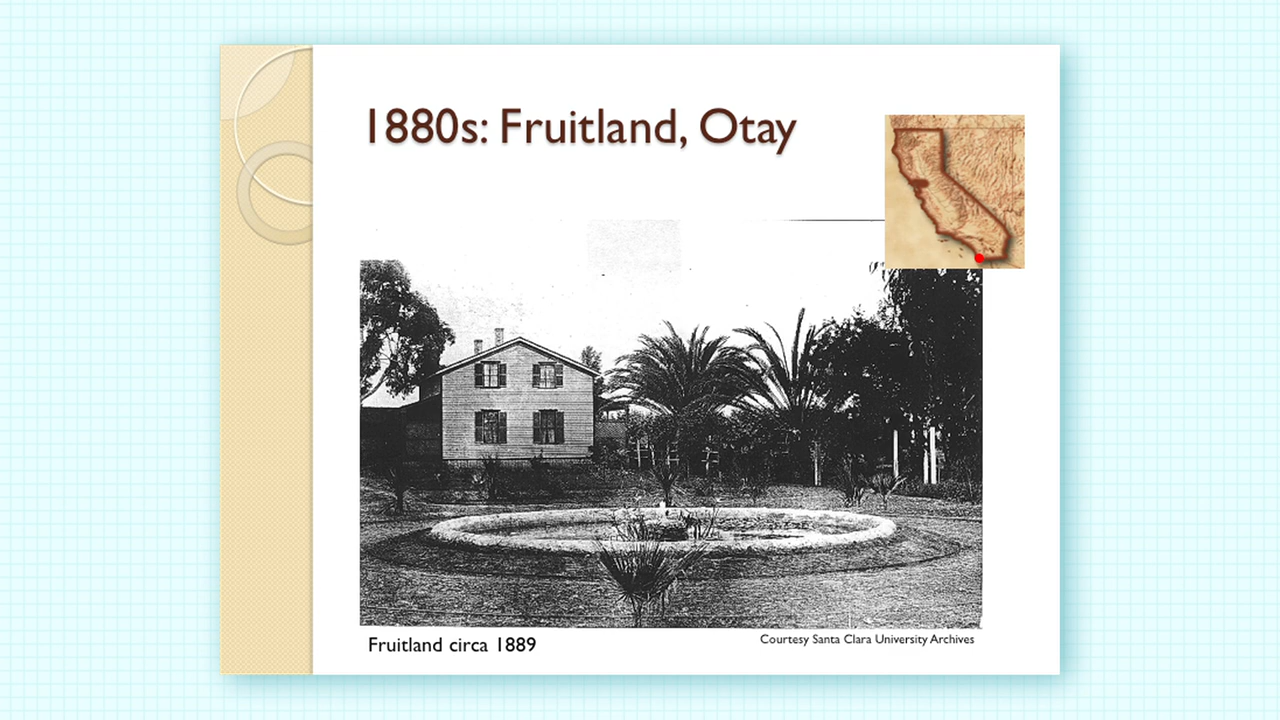 1880s: Fruitland, Otay
Fruitland circa 1889
Courtesy Santa Clara University Archives